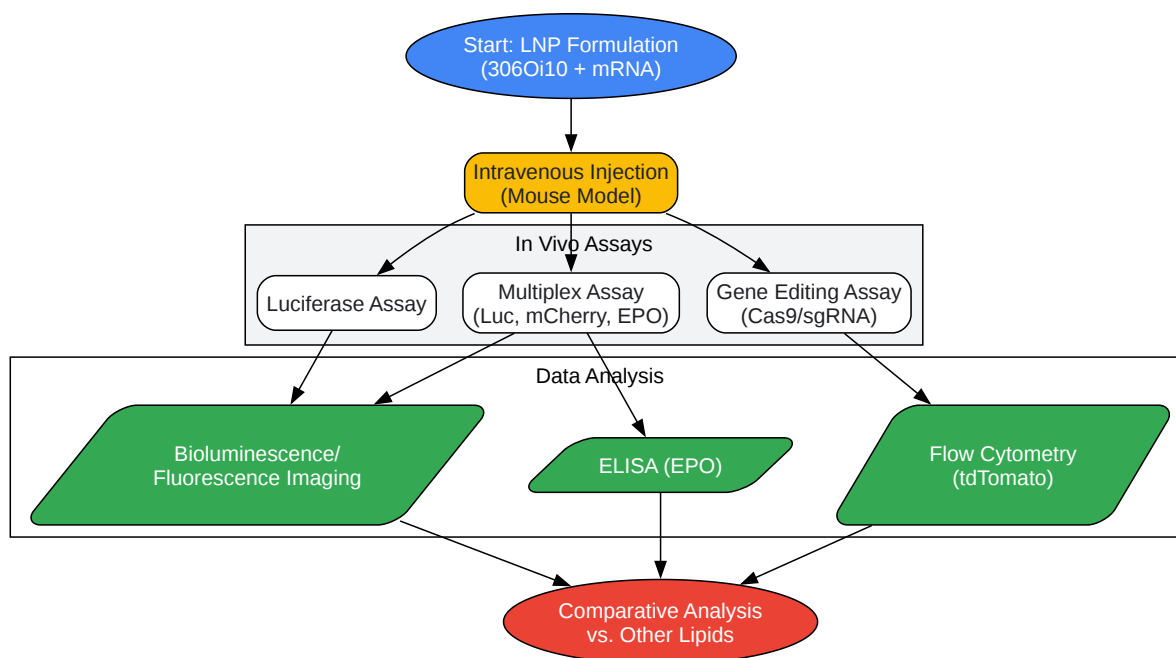 Start: LNP Formulation
(306Oi10 + mRNA)
Intravenous Injection
(Mouse Model)
In Vivo Assays
Luciferase Assay
Multiplex Assay
(Luc, mCherry, EPO)
Gene Editing Assay
(Cas9/sgRNA)
Data Analysis
Bioluminescence/
Fluorescence Imaging
ELISA (EPO)
Flow Cytometry
(tdTomato)
Comparative Analysis
vs. Other Lipids